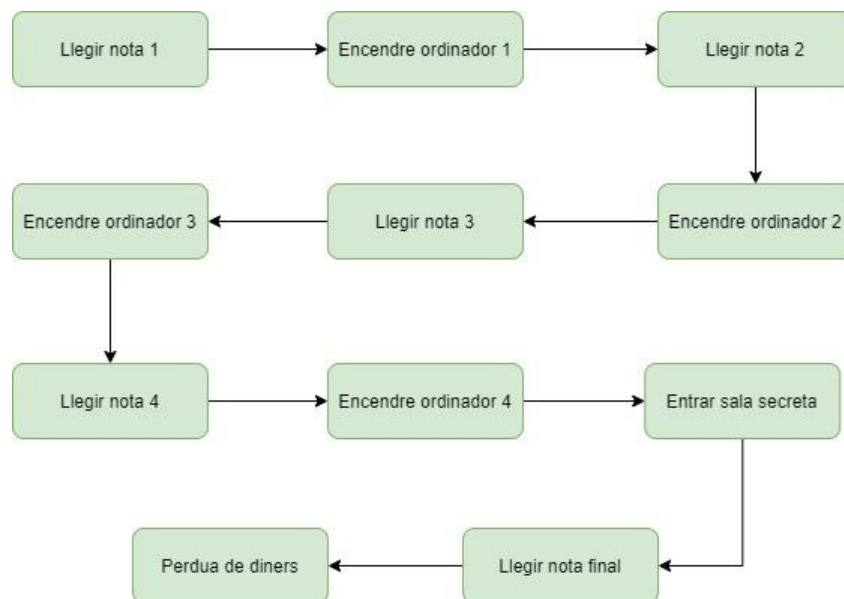 Llegir nota 1
Encendre ordinador 1
Llegir nota 2
Encendre ordinador 2
Llegir nota 3
Encendre ordinador 3
Llegir nota 4
Encendre ordinador 4
Entrar sala secreta
Llegir nota final
Perdua de diners